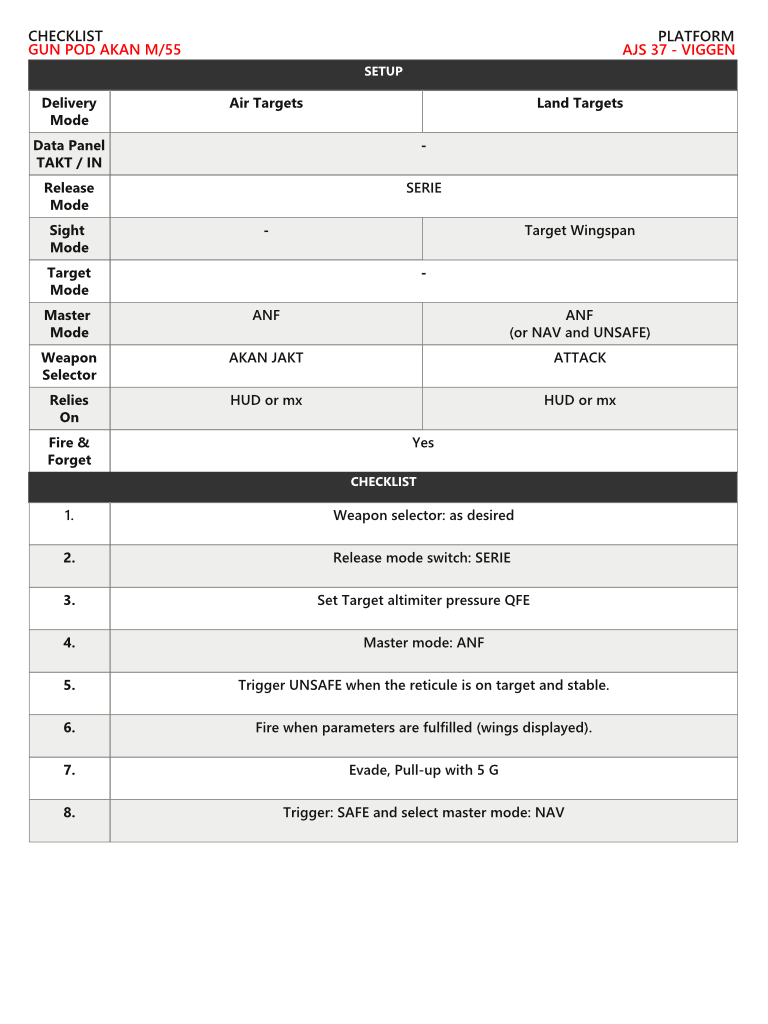 CHECKLIST
PLATFORM
GUN POD AKAN M/55
AJS 37 - VIGGEN
SETUP
Delivery
Mode
Air Targets
Land Targets
Data Panel
TAKT / IN
-
Release
Mode
SERIE
Sight
Mode
-
Target Wingspan
Target
Mode
-
Master
Mode
ANF
ANF
(or NAV and UNSAFE)
Weapon
Selector
AKAN JAKT
ATTACK
Relies
On
HUD or mx
HUD or mx
Fire &
Forget
Yes
CHECKLIST
1.
Weapon selector: as desired
2.
Release mode switch: SERIE
3.
Set Target altimiter pressure QFE
4.
Master mode: ANF
5.
Trigger UNSAFE when the reticule is on target and stable.
6.
Fire when parameters are fulfilled (wings displayed).
7.
Evade, Pull-up with 5 G
8.
Trigger: SAFE and select master mode: NAV